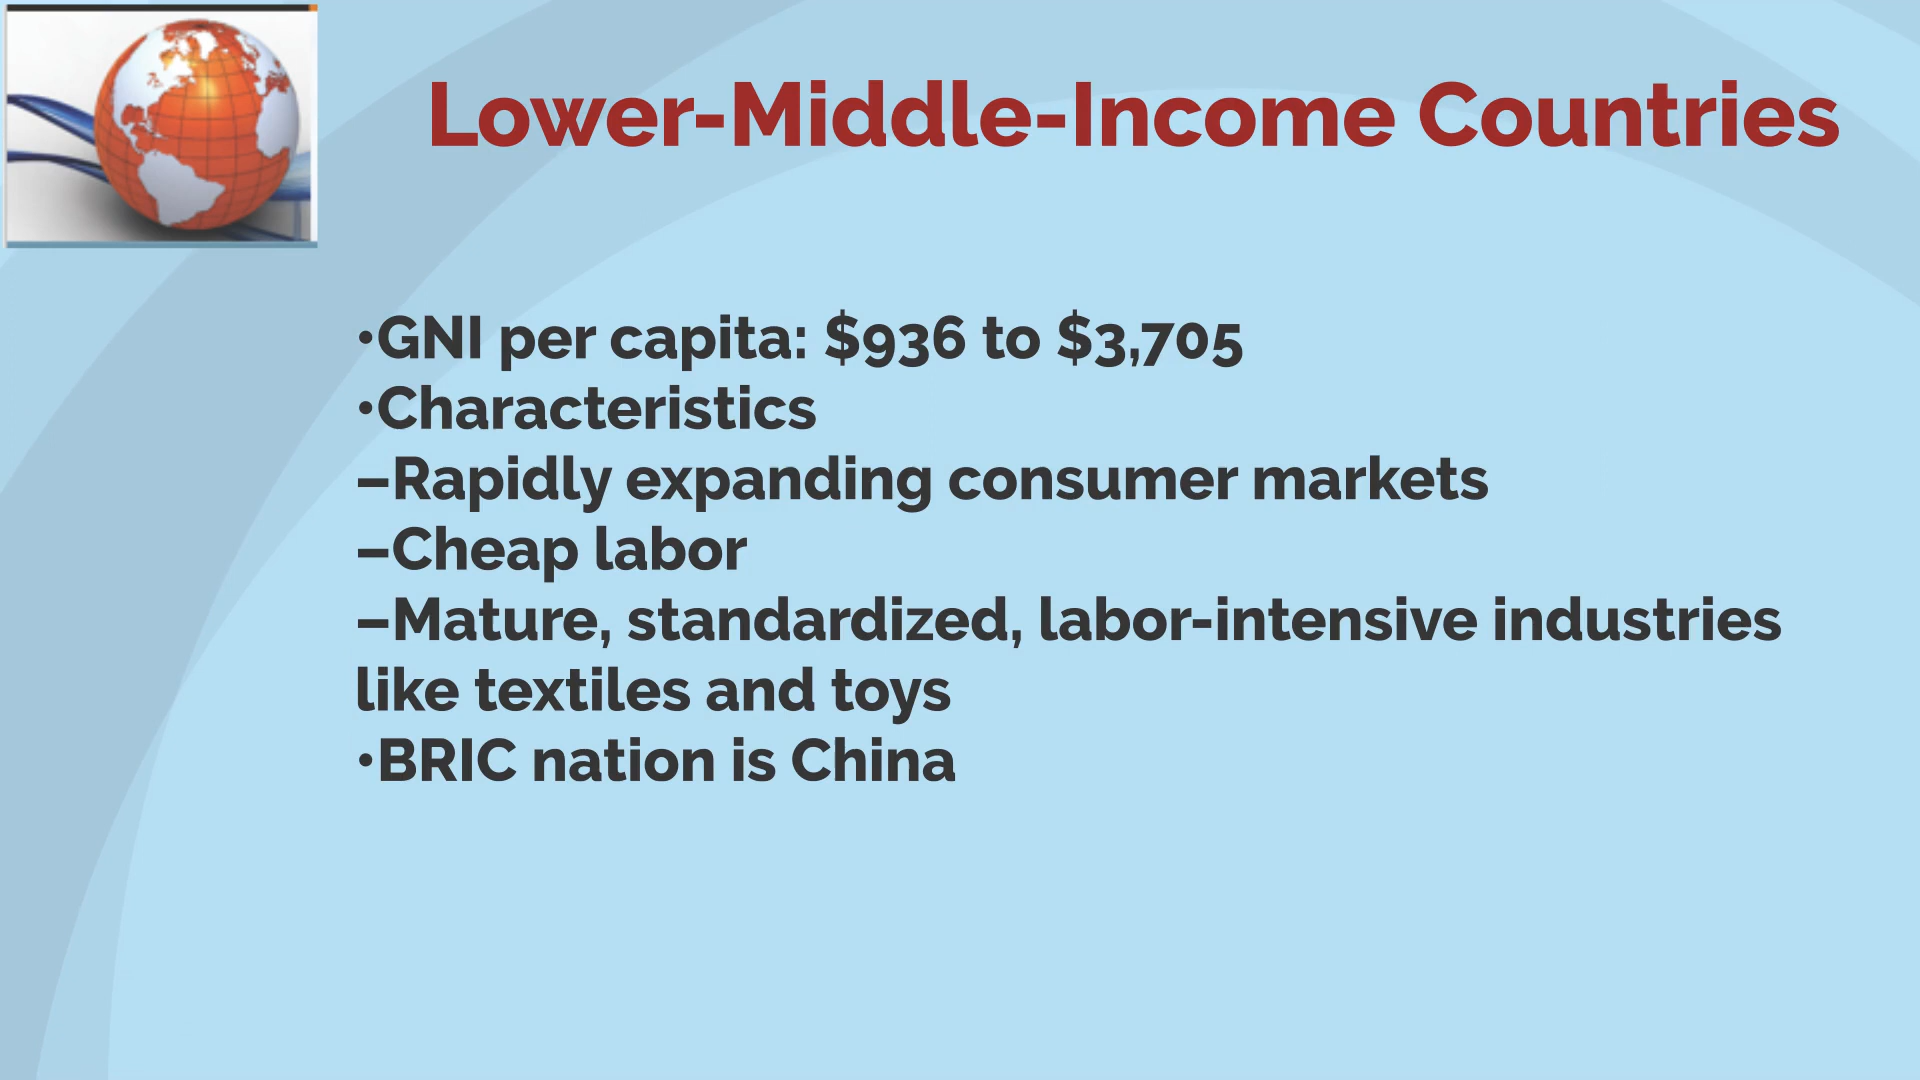 Lower-Middle-Income Countries
•GNI per capita: $936 to $3,705
•Characteristics
–Rapidly expanding consumer markets
–Cheap labor
–Mature, standardized, labor-intensive industries
like textiles and toys
•BRIC nation is China